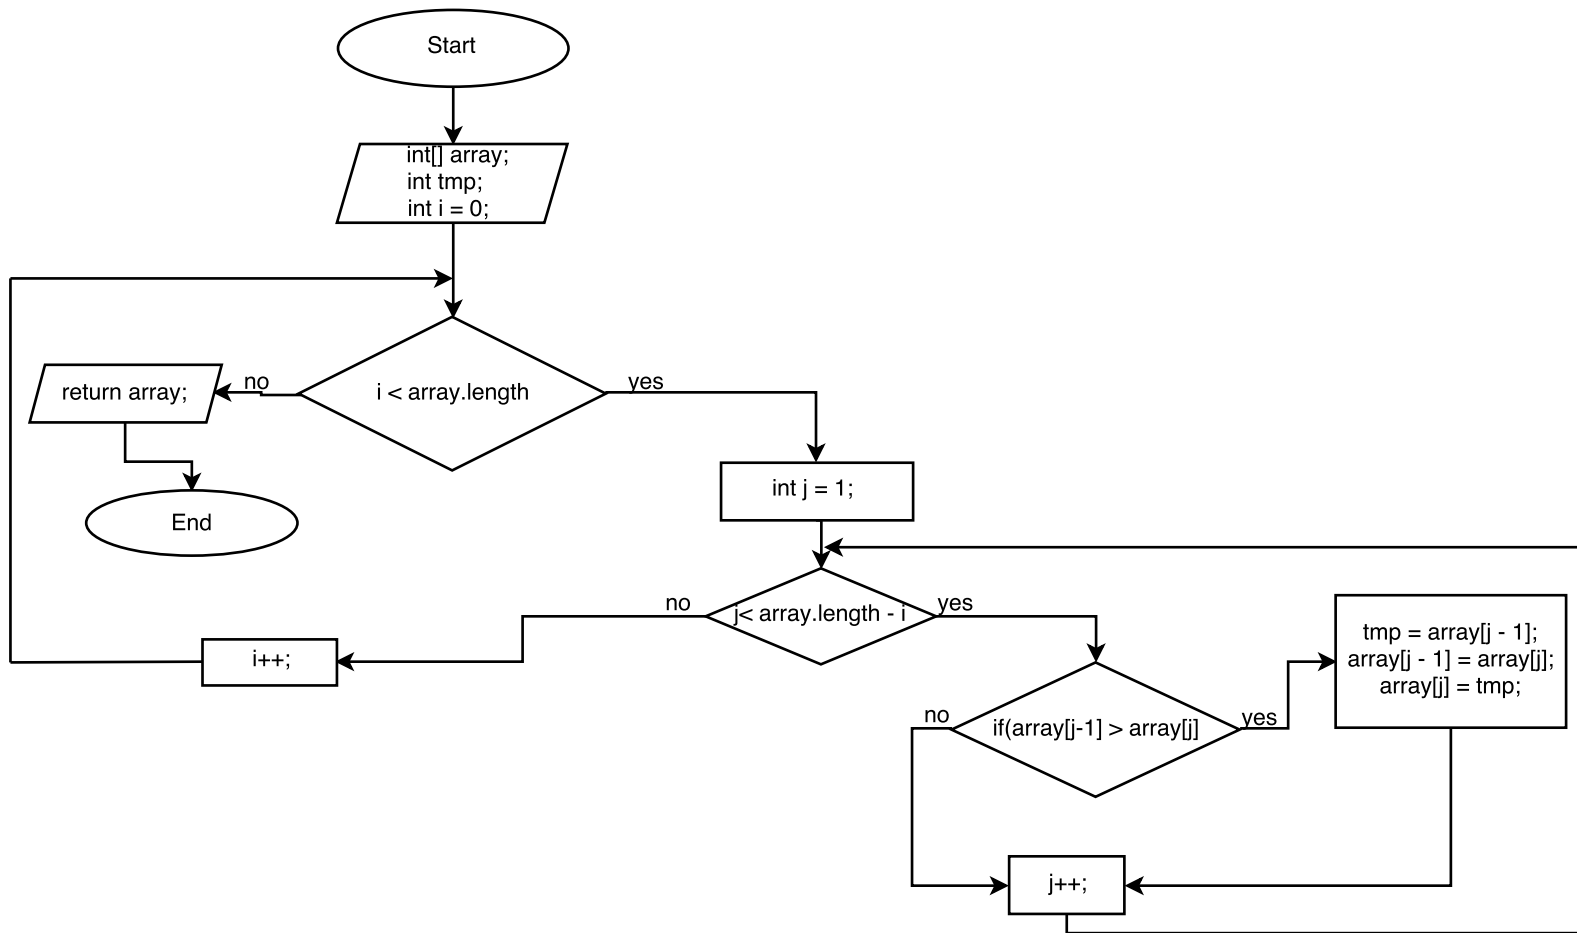 Start
int[] array;
int tmp;
int i = 0;
i < array.length
no
yes
return array;
End
int j = 1;
j< array.length - i
no
yes
i++;
if(array[j-1] > array[j]
no
yes
tmp = array[j - 1];
array[j - 1] = array[j];
array[j] = tmp;
j++;